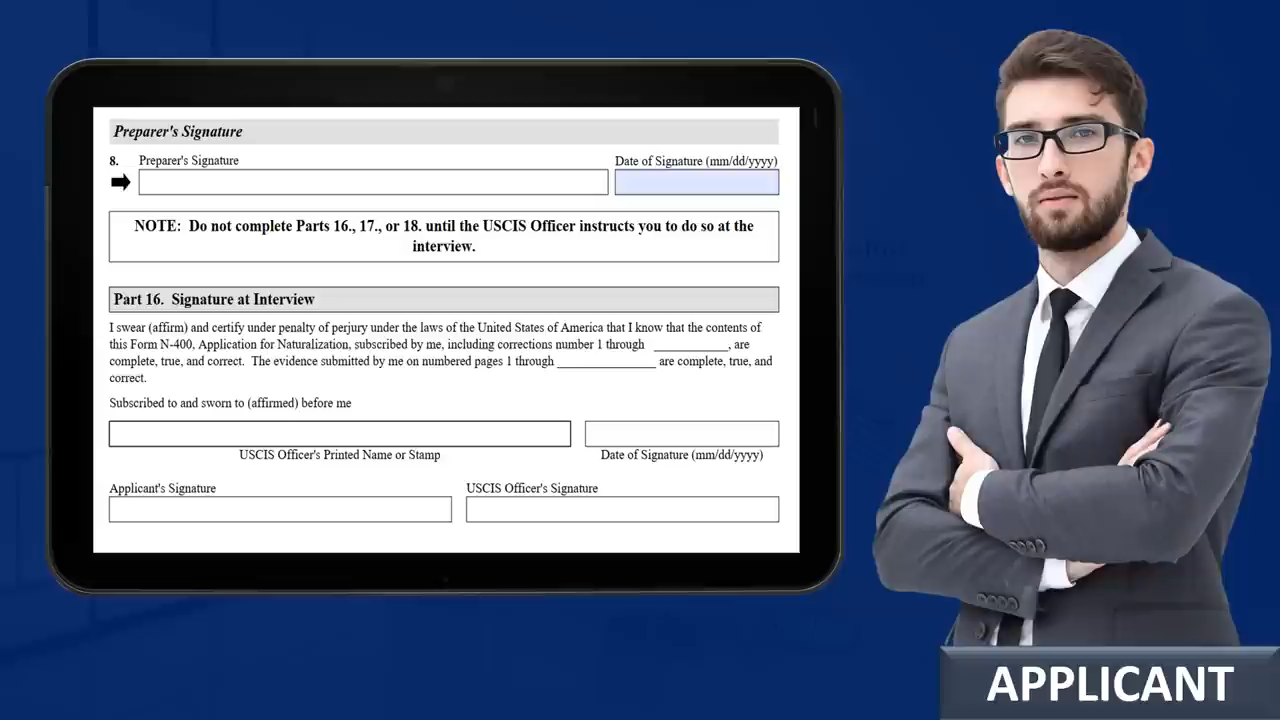 Preparer's Signature
8. Preparer's Signature Date of Signature (mm/dd/yyyy)
NOTE: Do not complete Parts 16., 17., or 18. until the USCIS Officer instructs you to do so at the
interview.
Part 16. Signature at Interview
I swear (affirm) and certify under penalty of perjury under the laws of the United States of America that I know that the contents of
this Form N-400, Application for Naturalization, subscribed by me, including corrections number 1 through ____________, are
complete, true, and correct. The evidence submitted by me on numbered pages 1 through ________________ are complete, true, and
correct.
Subscribed to and sworn to (affirmed) before me
USCIS Officer's Printed Name or Stamp Date of Signature (mm/dd/yyyy)
Applicant's Signature USCIS Officer's Signature
APPLICANT